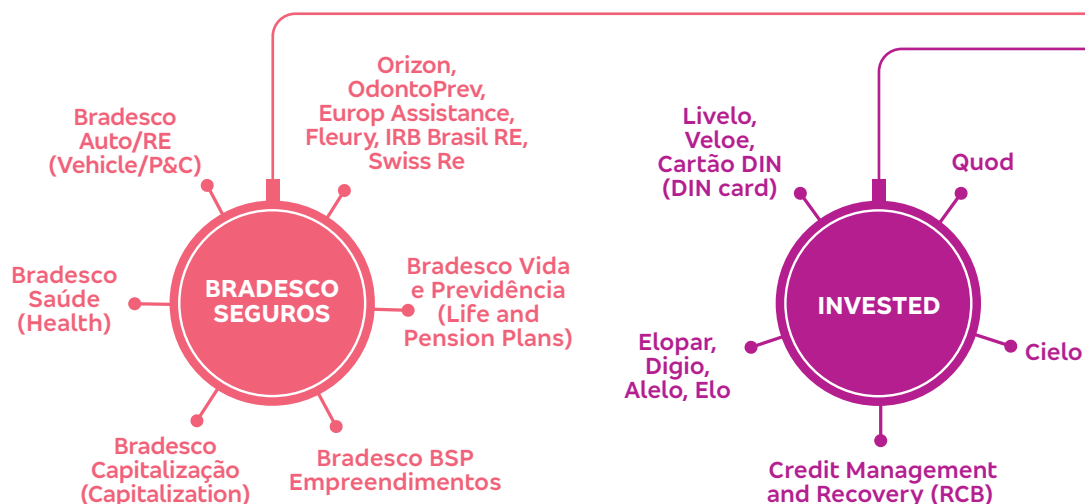 Orizon,
OdontoPrev,
Europ Assistance,
Fleury, IRB Brasil RE,
Swiss Re
Bradesco
Auto/RE
(Vehicle/P&C)
Bradesco
Saúde
(Health)
BRADESCO
SEGUROS
Bradesco Vida
e Previdência
(Life and
Pension Plans)
Bradesco
Capitalização
(Capitalization)
Bradesco BSP
Empreendimentos
Livelo,
Veloe,
Cartão DIN
(DIN card)
Quod
INVESTED
Elopar,
Digio,
Alelo, Elo
Cielo
Credit Management
and Recovery (RCB)